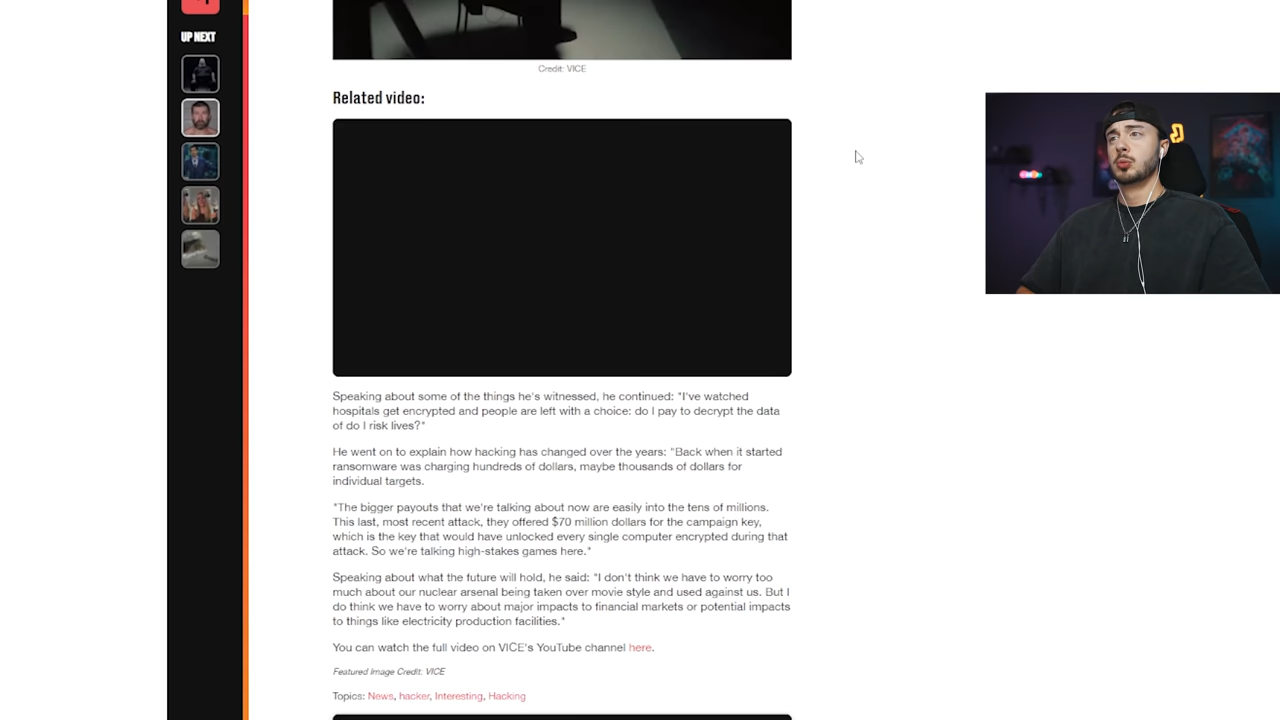 UP NEXT
Credit: VICE
Related video:
Speaking about some of the things he's witnessed, he continued: "I've watched
hospitals get encrypted and people are left with a choice: do I pay to decrypt the data
of do I risk lives?"
He went on to explain how hacking has changed over the years: "Back when it started
ransomware was charging hundreds of dollars, maybe thousands of dollars for
individual targets.
"The bigger payouts that we're talking about now are easily into the tens of millions.
This last, most recent attack, they offered $70 million dollars for the campaign key,
which is the key that would have unlocked every single computer encrypted during that
attack. So we're talking high-stakes games here."
Speaking about what the future will hold, he said: "I don't think we have to worry too
much about our nuclear arsenal being taken over movie style and used against us. But I
do think we have to worry about major impacts to financial markets or potential impacts
to things like electricity production facilities."
You can watch the full video on VICE's YouTube channel here.
Featured Image Credit: VICE
Topics: News, hacker, Interesting, Hacking